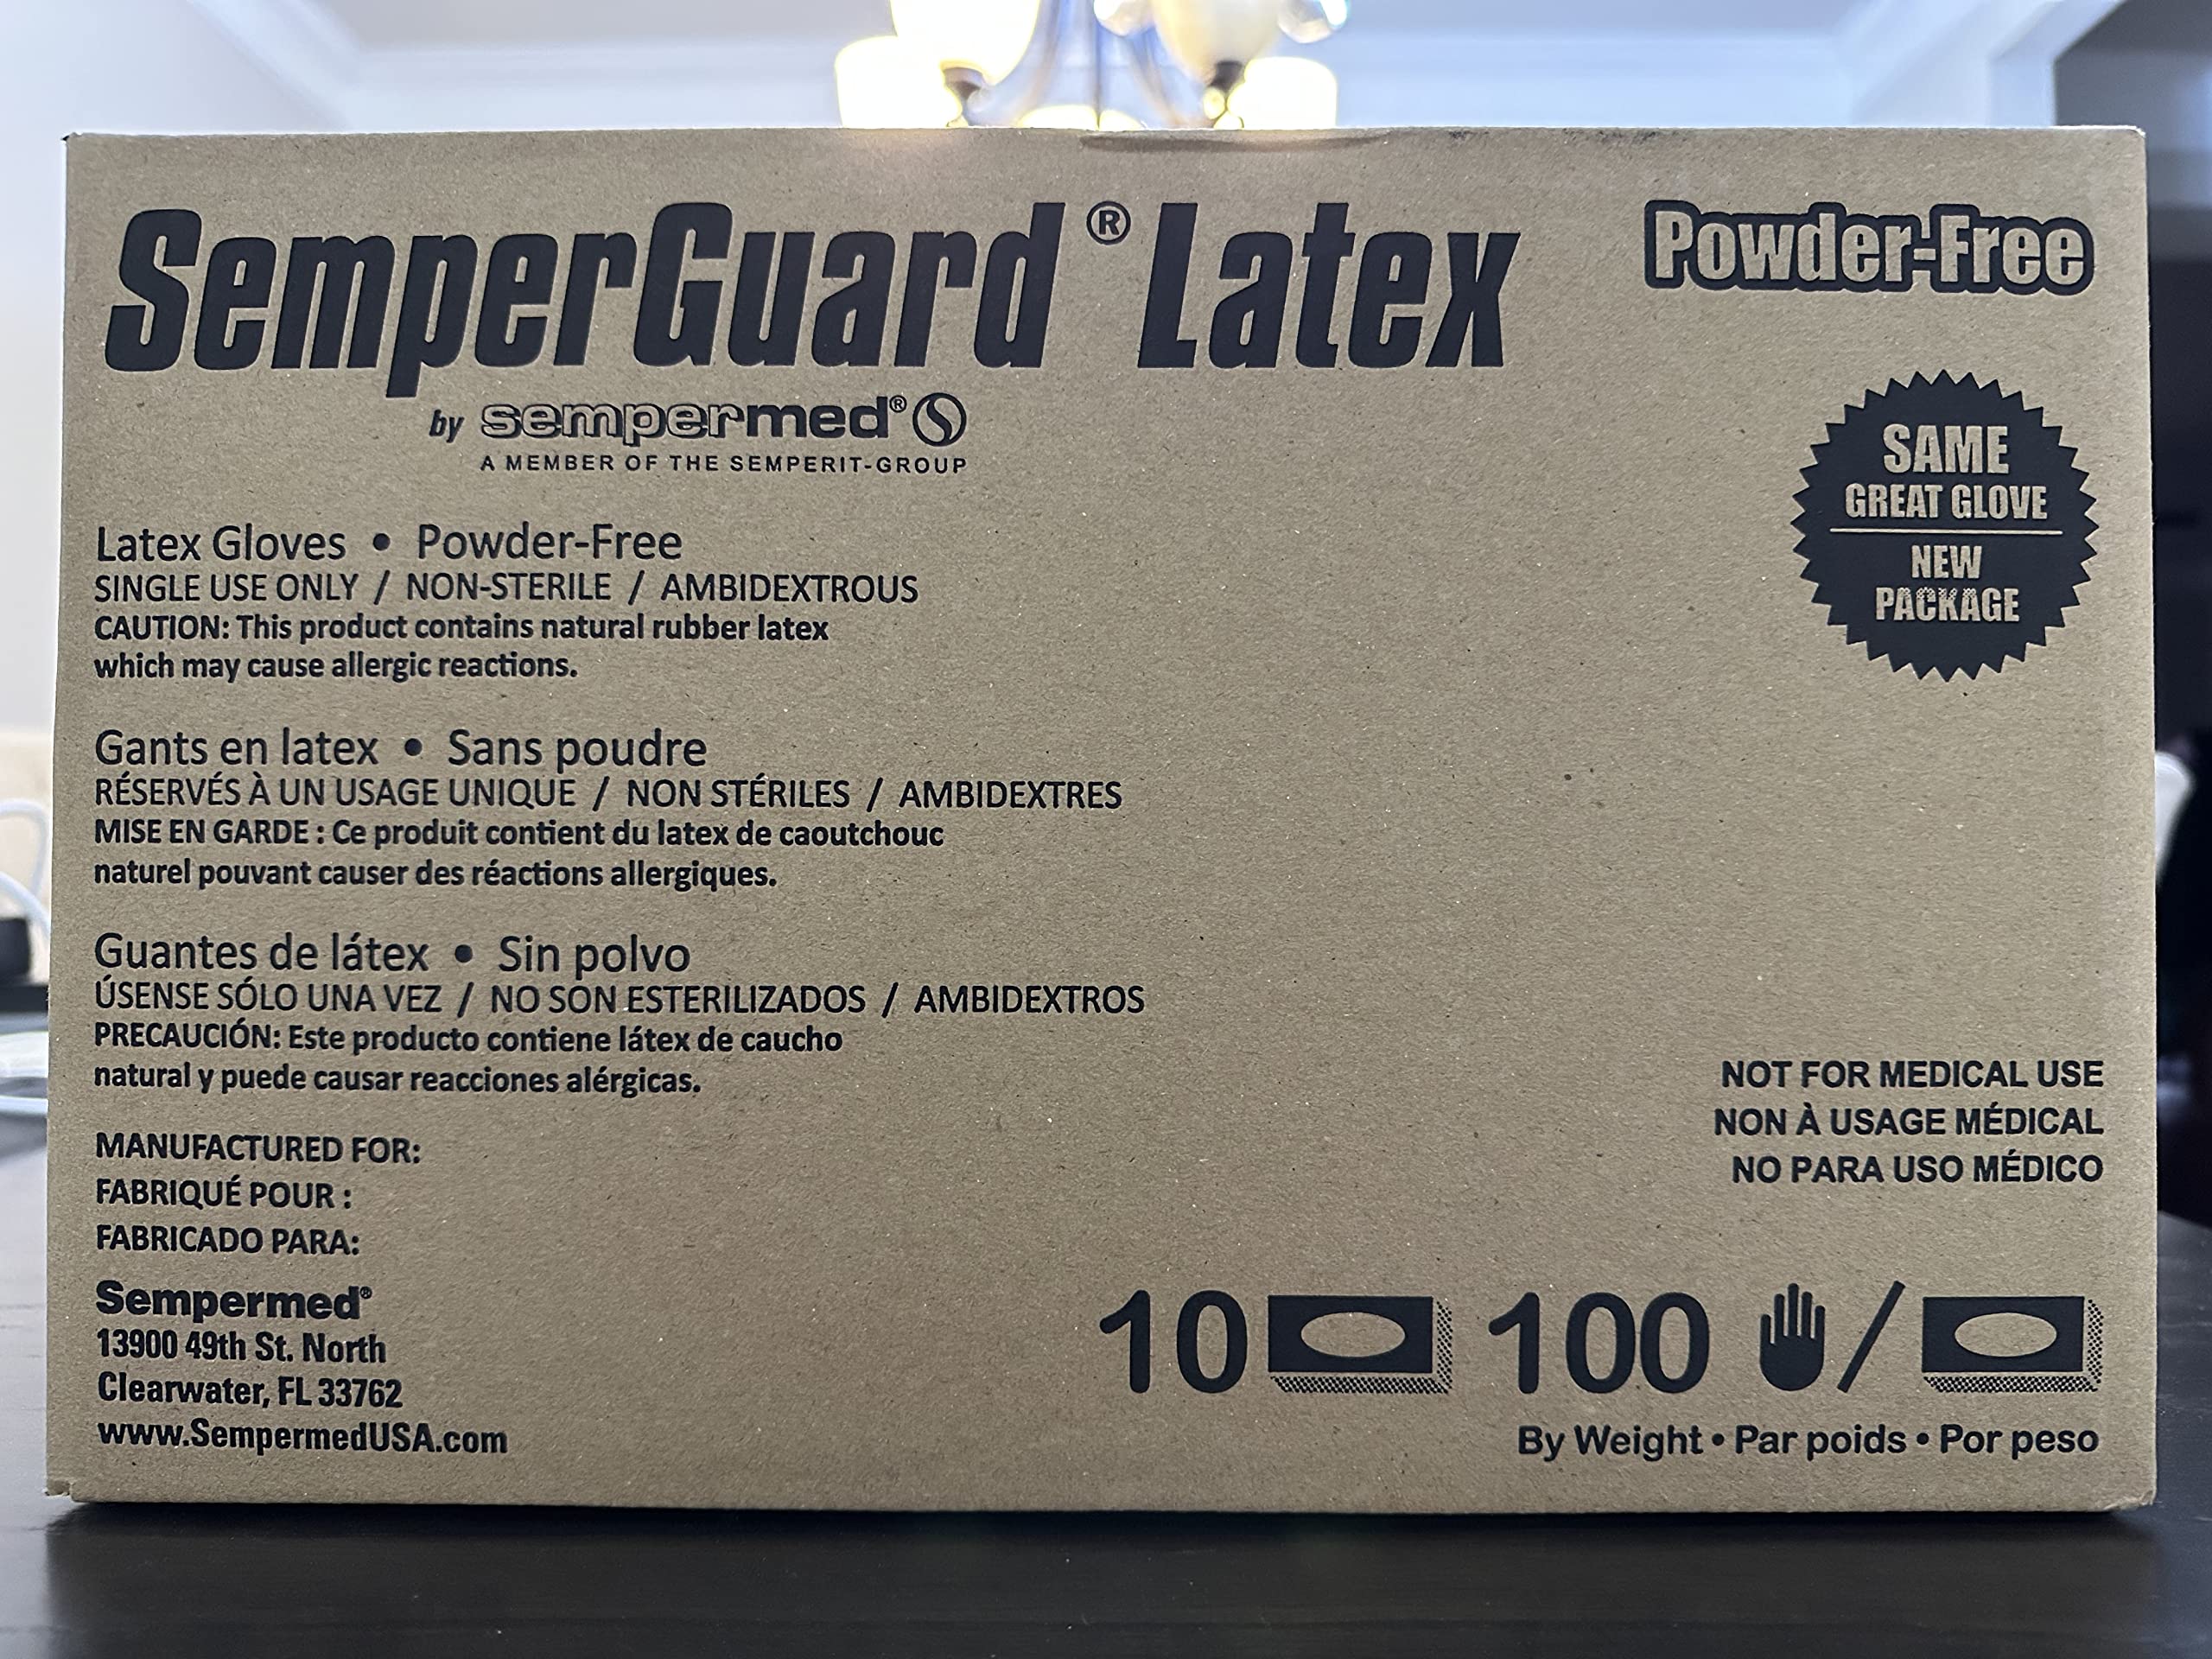 SemperGuard® Latex
Powder-Free
by sempermed®
A MEMBER OF THE SEMPERIT-GROUP
SAME
GREAT GLOVE
NEW
PACKAGE
Latex Gloves • Powder-Free
SINGLE USE ONLY / NON-STERILE / AMBIDEXTROUS
CAUTION: This product contains natural rubber latex
which may cause allergic reactions.
Gants en latex • Sans poudre
RÉSERVÉS À UN USAGE UNIQUE / NON STÉRILES / AMBIDEXTRES
MISE EN GARDE : Ce produit contient du latex de caoutchouc
naturel pouvant causer des réactions allergiques.
Guantes de látex • Sin polvo
ÚSENSE SÓLO UNA VEZ / NO SON ESTERILIZADOS / AMBIDEXTROS
PRECAUCIÓN: Este producto contiene látex de caucho
natural y puede causar reacciones alérgicas.
NOT FOR MEDICAL USE
NON À USAGE MÉDICAL
NO PARA USO MÉDICO
MANUFACTURED FOR:
FABRIQUÉ POUR :
FABRICADO PARA:
Sempermed®
13900 49th St. North
Clearwater, FL 33762
www.SempermedUSA.com
10 100 /
By Weight • Par poids • Por peso